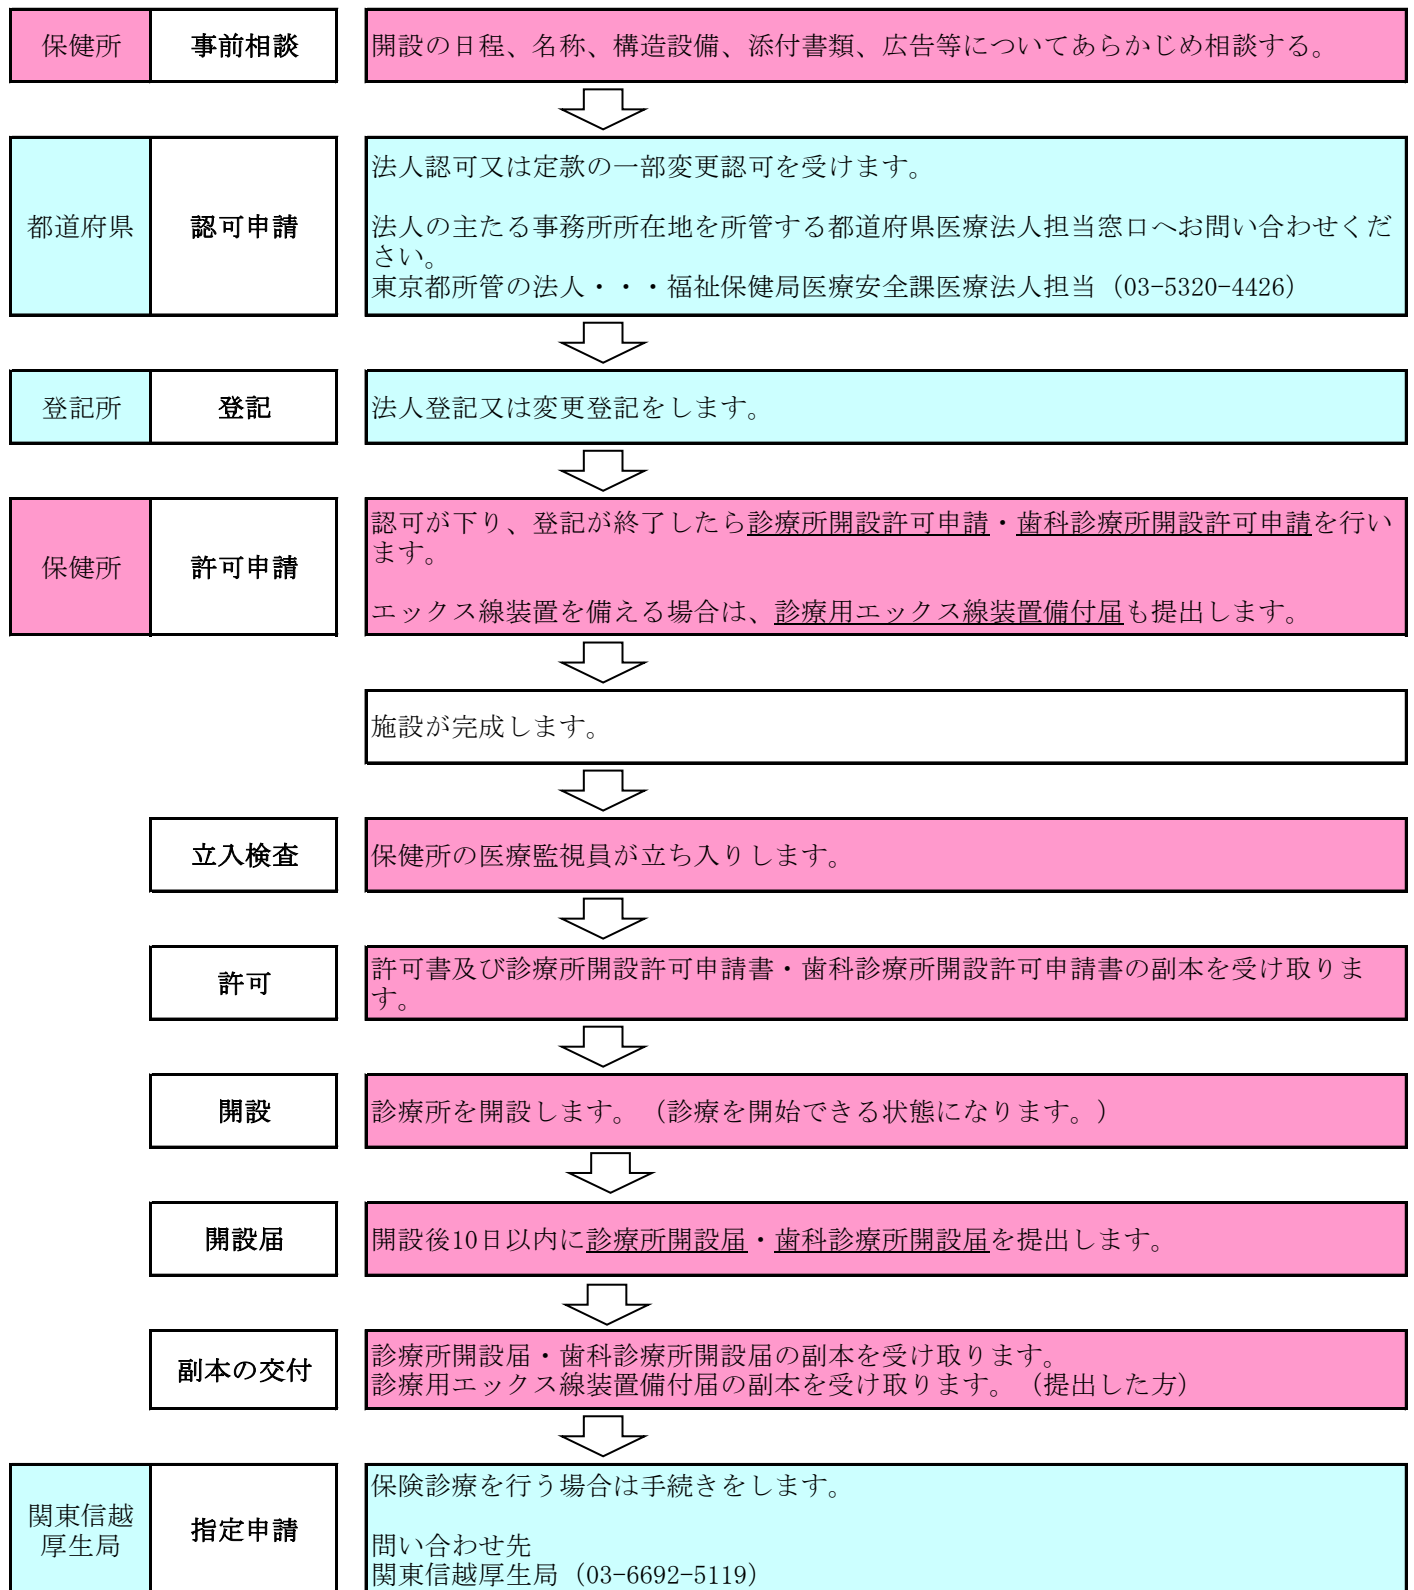 保健所
事前相談
開設の日程、名称、構造設備、添付書類、広告等についてあらかじめ相談する。
都道府県
認可申請
法人認可又は定款の一部変更認可を受けます。
法人の主たる事務所所在地を所管する都道府県医療法人担当窓口へお問い合わせくだ
さい。
東京都所管の法人・・・福祉保健局医療安全課医療法人担当（03-5320-4426）
登記所
登記
法人登記又は変更登記をします。
保健所
許可申請
認可が下り、登記が終了したら診療所開設許可申請・歯科診療所開設許可申請を行い
ます。
エックス線装置を備える場合は、診療用エックス線装置備付届も提出します。
施設が完成します。
立入検査
保健所の医療監視員が立ち入りします。
許可
許可書及び診療所開設許可申請書・歯科診療所開設許可申請書の副本を受け取りま
す。
開設
診療所を開設します。（診療を開始できる状態になります。）
開設届
開設後10日以内に診療所開設届・歯科診療所開設届を提出します。
副本の交付
診療所開設届・歯科診療所開設届の副本を受け取ります。
診療用エックス線装置備付届の副本を受け取ります。（提出した方）
関東信越
厚生局
指定申請
保険診療を行う場合は手続きをします。
問い合わせ先
関東信越厚生局（03-6692-5119）